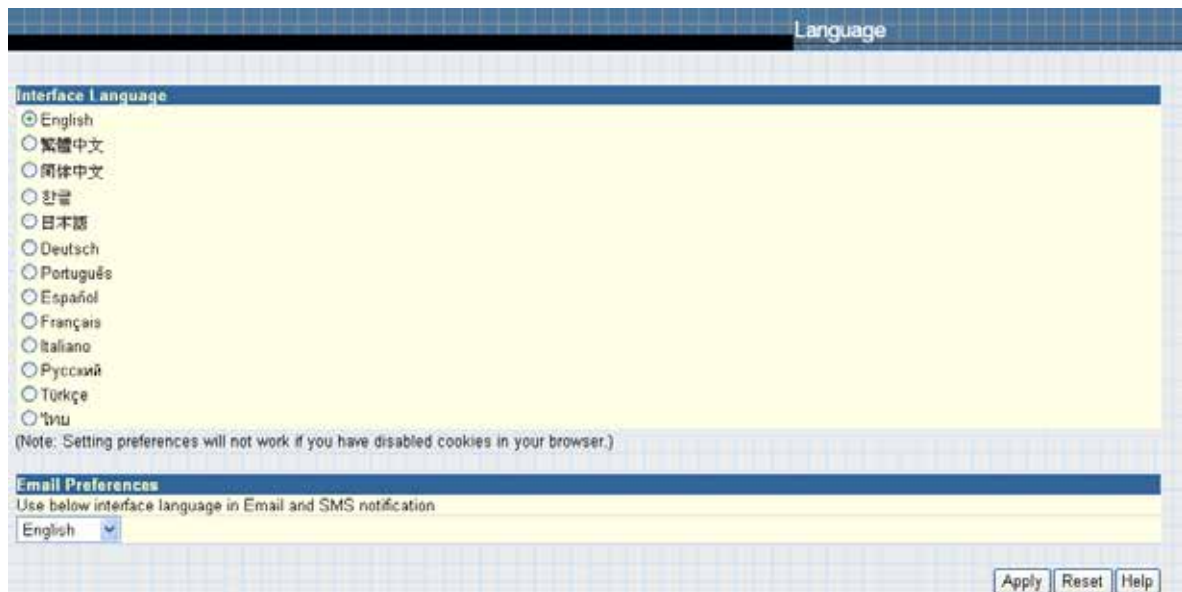 Language
Interface Language
English
繁體中文
简体中文
한글
日本語
Deutsch
Português
Español
Français
Italiano
Русский
Türkçe
ไทย
(Note: Setting preferences will not work if you have disabled cookies in your browser.)
Email Preferences
Use below interface language in Email and SMS notification
English
Apply Reset Help